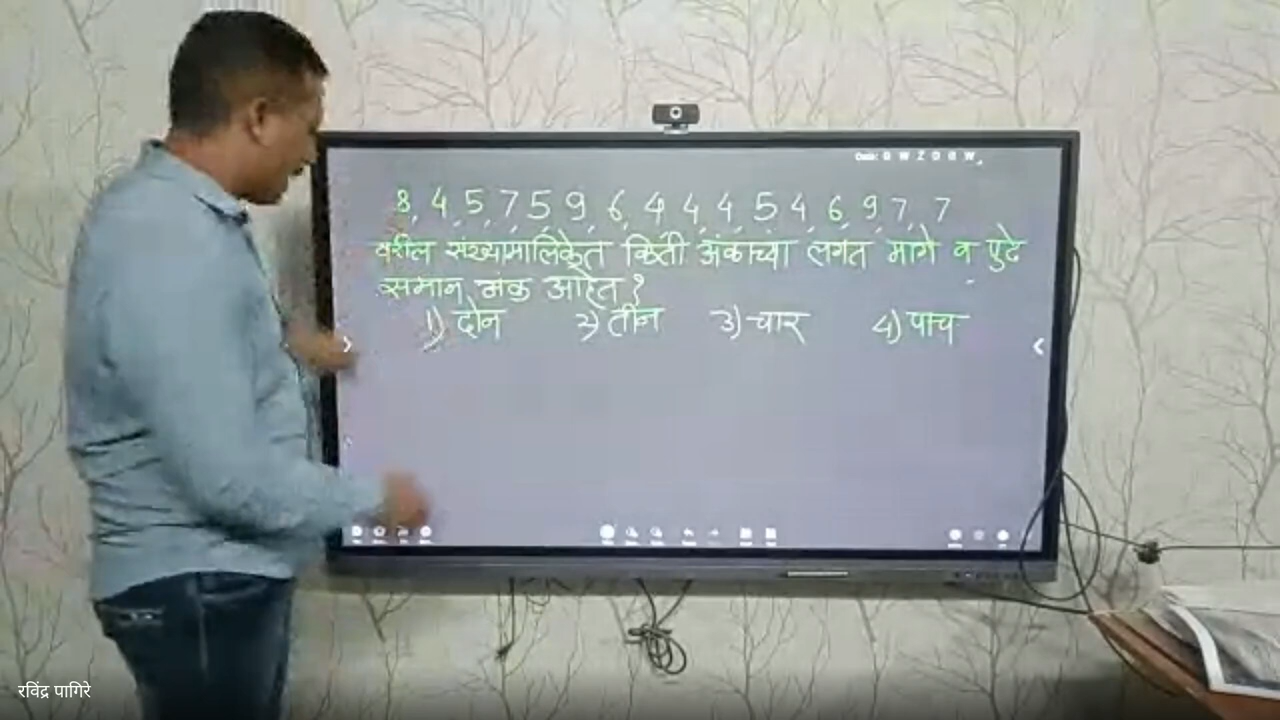 8, 4, 5, 7, 5, 9, 6, 4, 4, 4, 5, 4, 6, 9, 7, 7
वरील संख्यामालिकेत किती अंकाच्या लगत मागे व पुढे
समान अंक आहेत?
1) दोन 2) तीन 3) चार 4) पाच
रविंद्र पागिरे